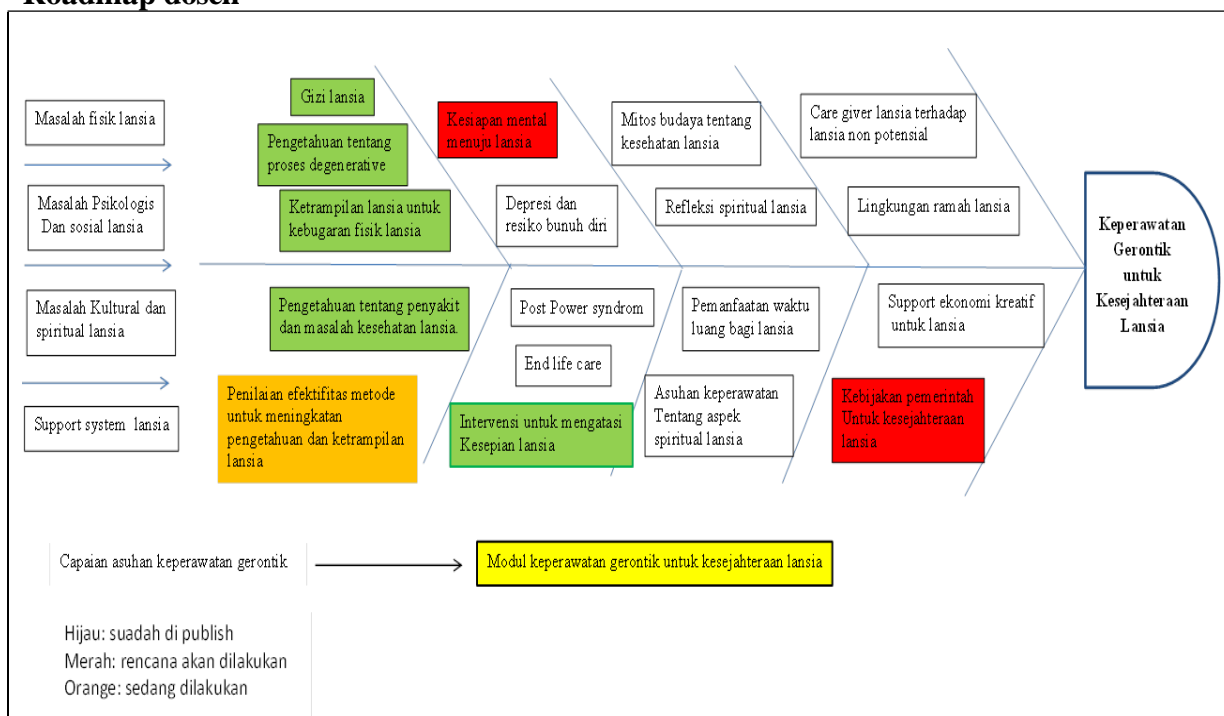 Roadmap dosen
Masalah fisik lansia
Masalah Psikologis
Dan sosial lansia
Masalah Kultural dan
spiritual lansia
Support system lansia
Gizi lansia
Pengetahuan tentang
proses degenerative
Ketrampilan lansia untuk
kebugaran fisik lansia
Pengetahuan tentang penyakit
dan masalah kesehatan lansia.
Penilaian efektifitas metode
untuk meningkatan
pengetahuan dan ketrampilan
lansia
Kesiapan mental
menuju lansia
Depresi dan
resiko bunuh diri
Post Power syndrom
End life care
Intervensi untuk mengatasi
Kesepian lansia
Mitos budaya tentang
kesehatan lansia
Refleksi spiritual lansia
Pemanfaatan waktu
luang bagi lansia
Asuhan keperawatan
Tentang aspek
spiritual lansia
Care giver lansia terhadap
lansia non potensial
Lingkungan ramah lansia
Support ekonomi kreatif
untuk lansia
Kebijakan pemerintah
Untuk kesejahteraan
lansia
Keperawatan
Gerontik
untuk
Kesejahteraan
Lansia
Capaian asuhan keperawatan gerontik
Modul keperawatan gerontik untuk kesejahteraan lansia
Hijau: suadah di publish
Merah: rencana akan dilakukan
Orange: sedang dilakukan